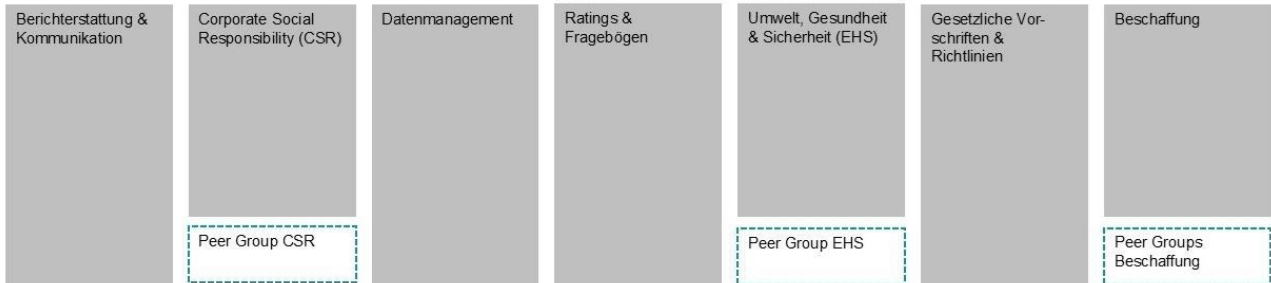 Berichterstattung &
Kommunikation
Corporate Social
Responsibility (CSR)
Datenmanagement
Ratings &
Fragebögen
Umwelt, Gesundheit
& Sicherheit (EHS)
Gesetzliche Vor-
schriften &
Richtlinien
Beschaffung
Peer Group CSR
Peer Group EHS
Peer Groups
Beschaffung